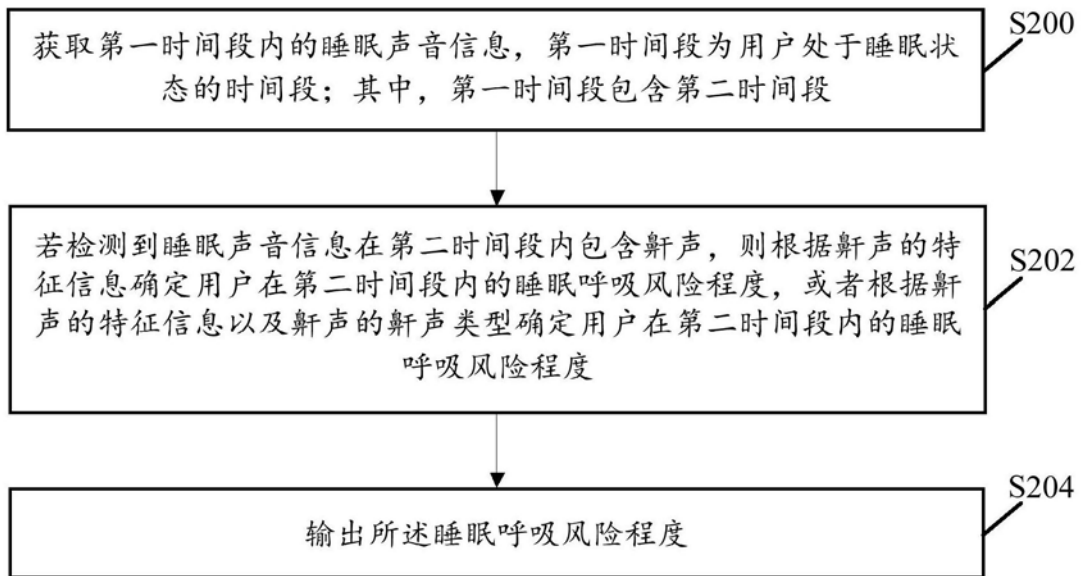 S200
获取第一时间段内的睡眠声音信息，第一时间段为用户处于睡眠状
态的时间段；其中，第一时间段包含第二时间段
S202
若检测到睡眠声音信息在第二时间段内包含鼾声，则根据鼾声的特
征信息确定用户在第二时间段内的睡眠呼吸风险程度，或者根据鼾
声的特征信息以及鼾声的鼾声类型确定用户在第二时间段内的睡眠
呼吸风险程度
S204
输出所述睡眠呼吸风险程度